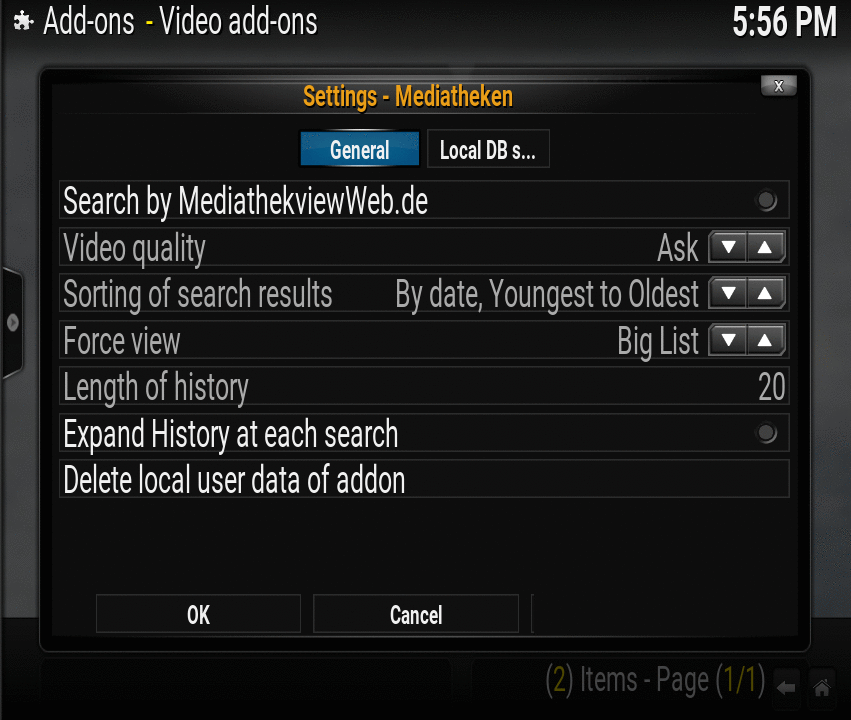 Add-ons - Video add-ons
5:56 PM
Settings - Mediatheken
x
General
Local DB s...
Search by MediathekviewWeb.de
Video quality
Ask
Sorting of search results
By date, Youngest to Oldest
Force view
Big List
Length of history
20
Expand History at each search
Delete local user data of addon
OK
Cancel
(2) Items - Page (1/1)